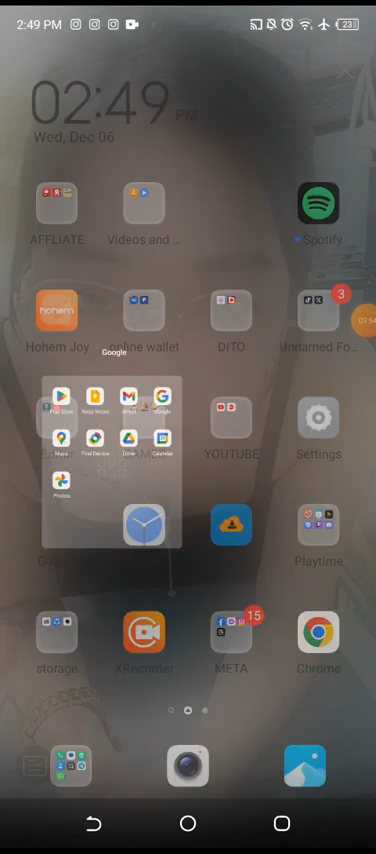 2:49 PM
23
02:49 PM
Wed, Dec 06
AFFLIATE
Videos and ...
Spotify
hohem
3
Hohem Joy
online wallet
DITO
Unnamed Fo...
03:54
Google
Play Store
Keep Notes
Gmail
Google
Maps
Find Device
Drive
Calendar
Photos
YOUTUBE
Settings
Playtime
15
storage
XRecorder
META
Chrome